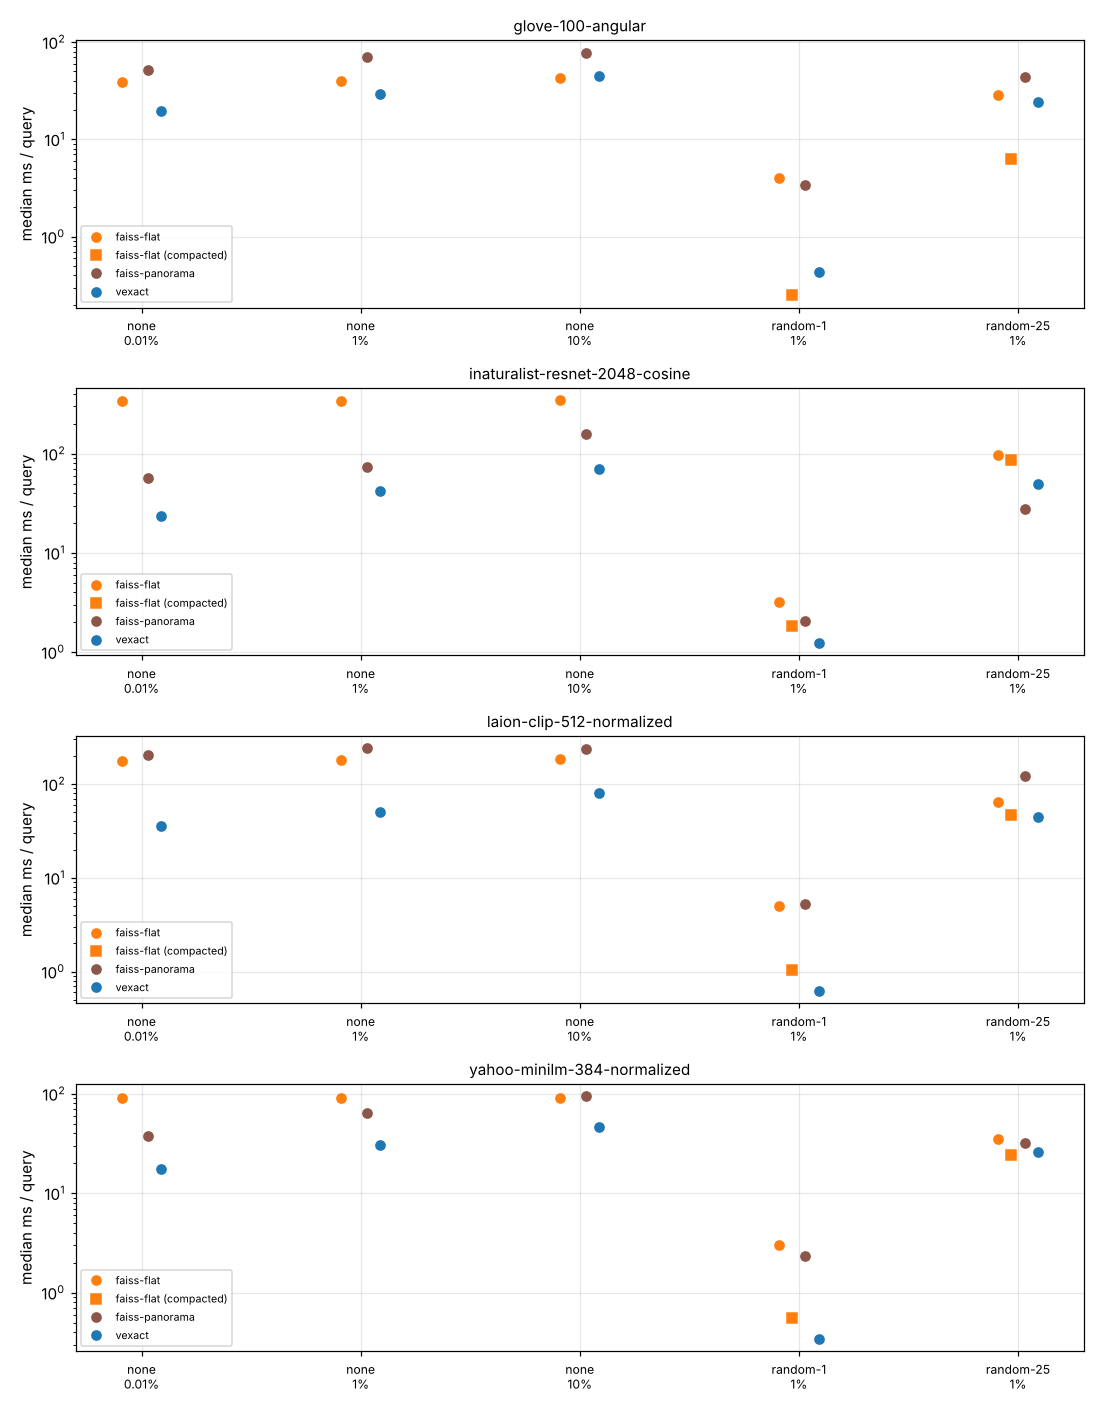 glove-100-angular
10²
10¹
10⁰
median ms / query
faiss-flat
faiss-flat (compacted)
faiss-panorama
vexact
none none none random-1 random-25
0.01% 1% 10% 1% 1%
inaturalist-resnet-2048-cosine
10²
10¹
10⁰
median ms / query
faiss-flat
faiss-flat (compacted)
faiss-panorama
vexact
none none none random-1 random-25
0.01% 1% 10% 1% 1%
laion-clip-512-normalized
10²
10¹
10⁰
median ms / query
faiss-flat
faiss-flat (compacted)
faiss-panorama
vexact
none none none random-1 random-25
0.01% 1% 10% 1% 1%
yahoo-minilm-384-normalized
10²
10¹
10⁰
median ms / query
faiss-flat
faiss-flat (compacted)
faiss-panorama
vexact
none none none random-1 random-25
0.01% 1% 10% 1% 1%